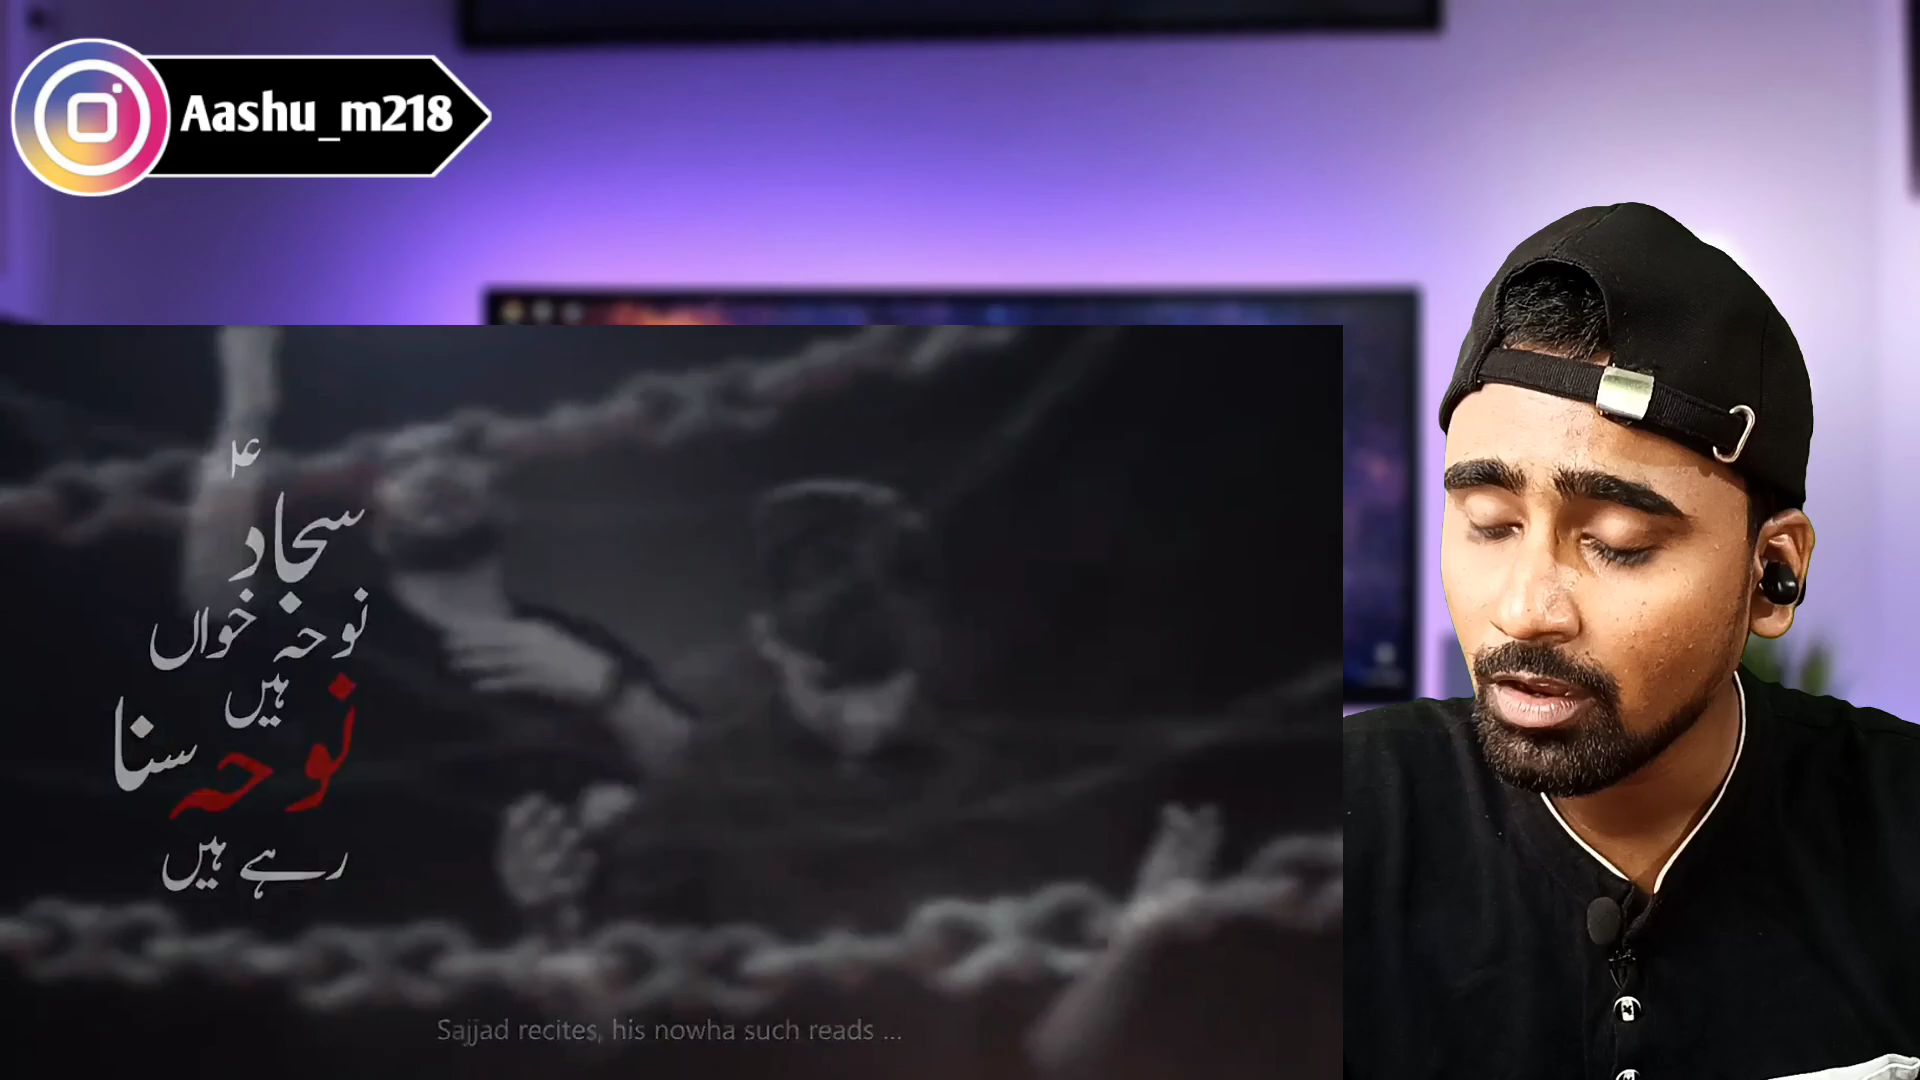 Aashu_m218
سجادؑ
نوحہ خواں
ہیں
نوحہ سنا
رہے ہیں
Sajjad recites, his nowha such reads ...